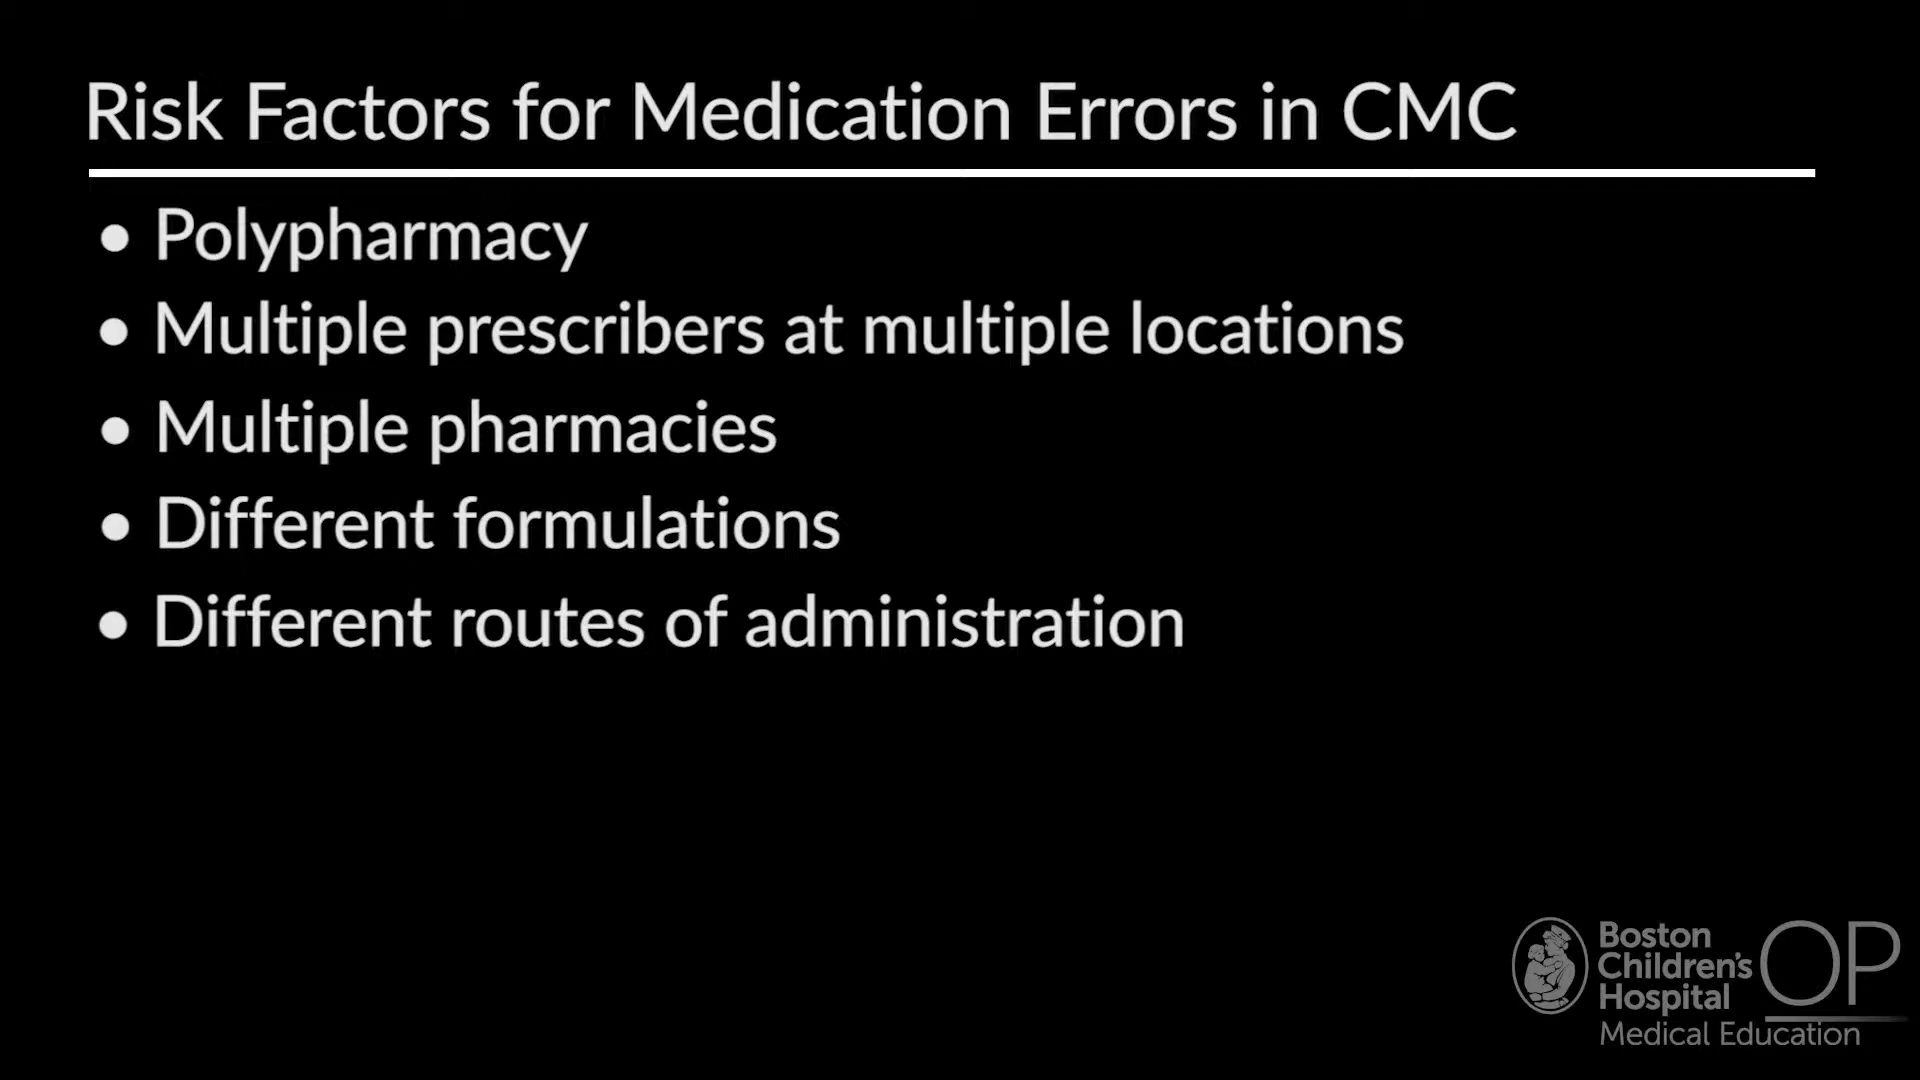 Risk Factors for Medication Errors in CMC
• Polypharmacy
• Multiple prescribers at multiple locations
• Multiple pharmacies
• Different formulations
• Different routes of administration
Boston
Children's
Hospital
OP
Medical Education